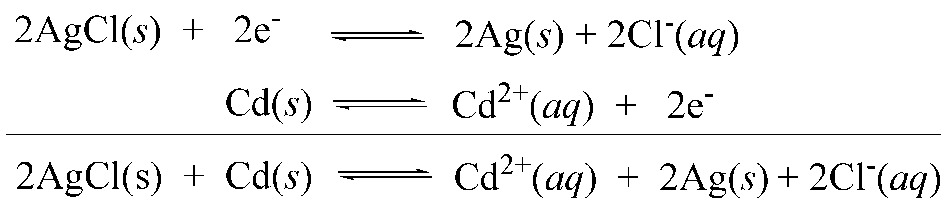 2AgCl(s) + 2e⁻ ⇌ 2Ag(s) + 2Cl⁻(aq)
Cd(s) ⇌ Cd²⁺(aq) + 2e⁻
2AgCl(s) + Cd(s) ⇌ Cd²⁺(aq) + 2Ag(s) + 2Cl⁻(aq)